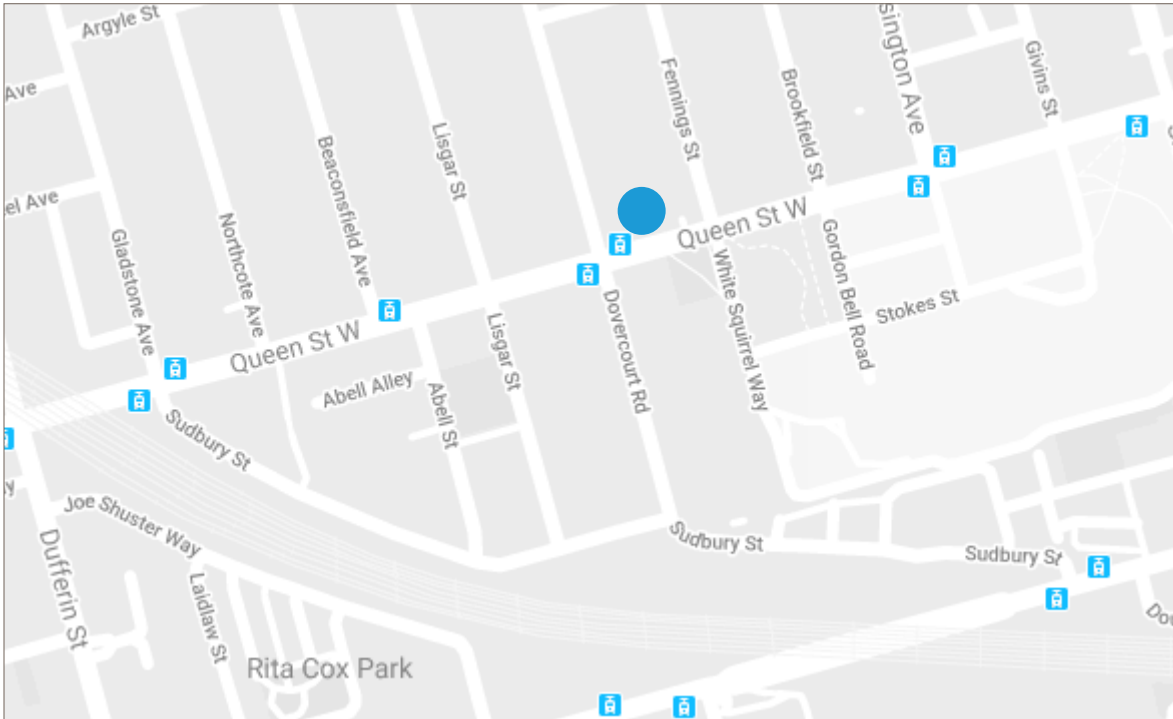 Argyle St
Ave
el Ave
Gladstone Ave
Northcote Ave
Beaconsfield Ave
Lisgar St
Fennings St
Brookfield St
sington Ave
Givins St
Queen St W
Queen St W
Dovercourt Rd
White Squirrel Way
Gordon Bell Road
Stokes St
Lisgar St
Abell Alley
Abell St
Sudbury St
Joe Shuster Way
Dufferin St
Laidlaw St
Rita Cox Park
Sudbury St
Sudbury St